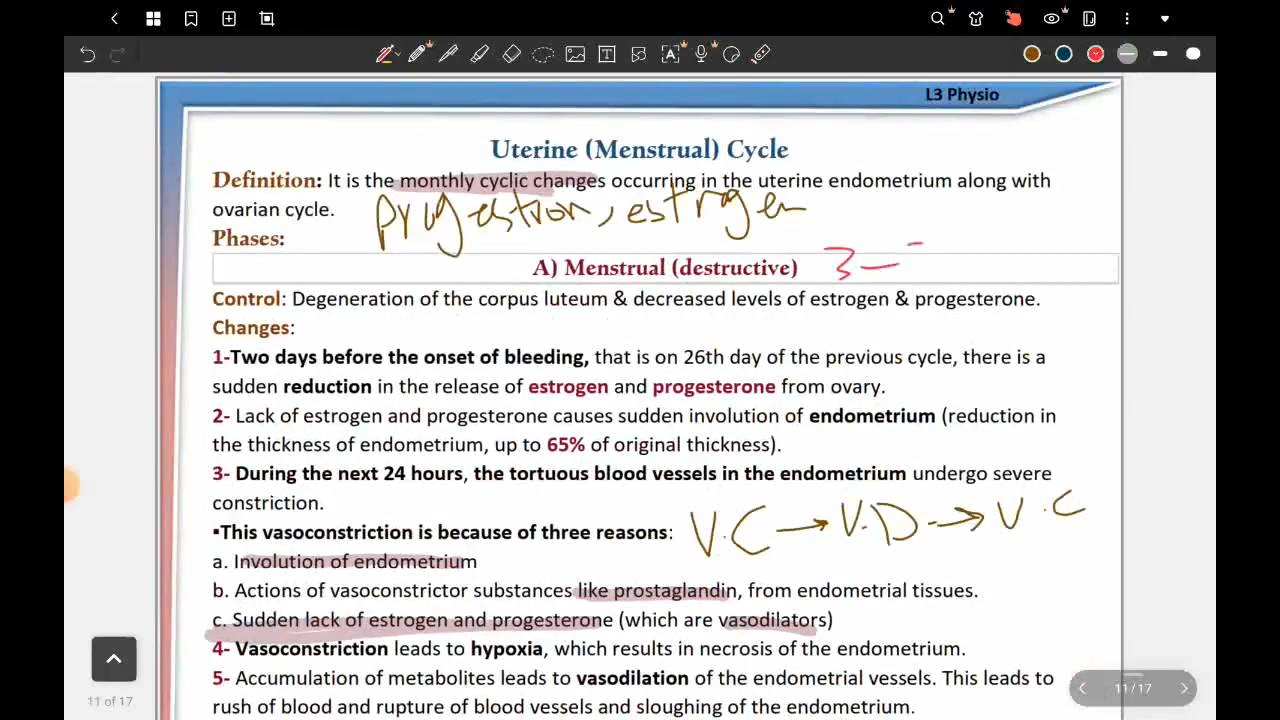 L3 Physio
Uterine (Menstrual) Cycle
Definition: It is the monthly cyclic changes occurring in the uterine endometrium along with
ovarian cycle.
progestron, estrogen
Phases:
A) Menstrual (destructive) 3-
Control: Degeneration of the corpus luteum & decreased levels of estrogen & progesterone.
Changes:
1-Two days before the onset of bleeding, that is on 26th day of the previous cycle, there is a
sudden reduction in the release of estrogen and progesterone from ovary.
2- Lack of estrogen and progesterone causes sudden involution of endometrium (reduction in
the thickness of endometrium, up to 65% of original thickness).
3- During the next 24 hours, the tortuous blood vessels in the endometrium undergo severe
constriction.
▪This vasoconstriction is because of three reasons: V.C → V.D → V.C
a. Involution of endometrium
b. Actions of vasoconstrictor substances like prostaglandin, from endometrial tissues.
c. Sudden lack of estrogen and progesterone (which are vasodilators)
4- Vasoconstriction leads to hypoxia, which results in necrosis of the endometrium.
5- Accumulation of metabolites leads to vasodilation of the endometrial vessels. This leads to
rush of blood and rupture of blood vessels and sloughing of the endometrium.
11 of 17
11/17